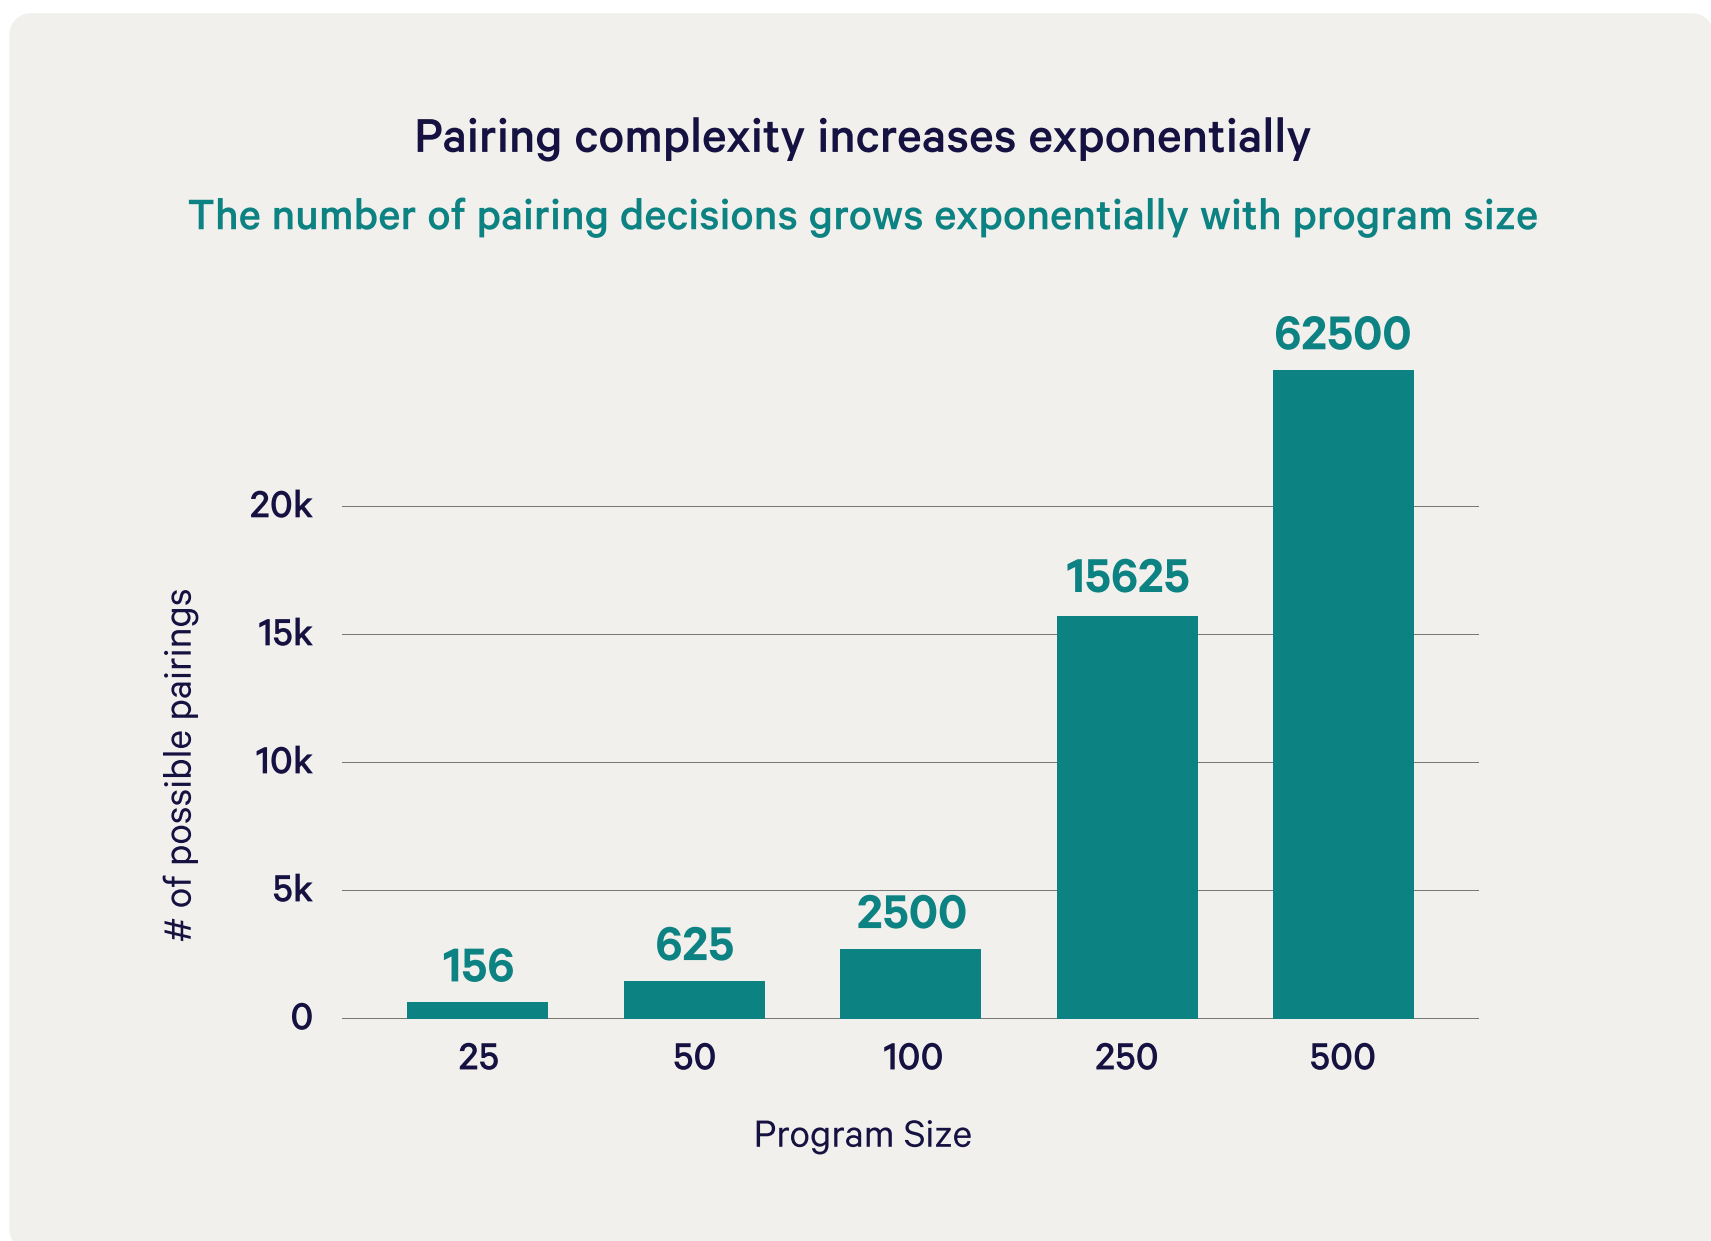 Pairing complexity increases exponentially
The number of pairing decisions grows exponentially with program size
62500
20k
15625
15k
# of possible pairings
10k
5k
2500
625
156
0
25 50 100 250 500
Program Size